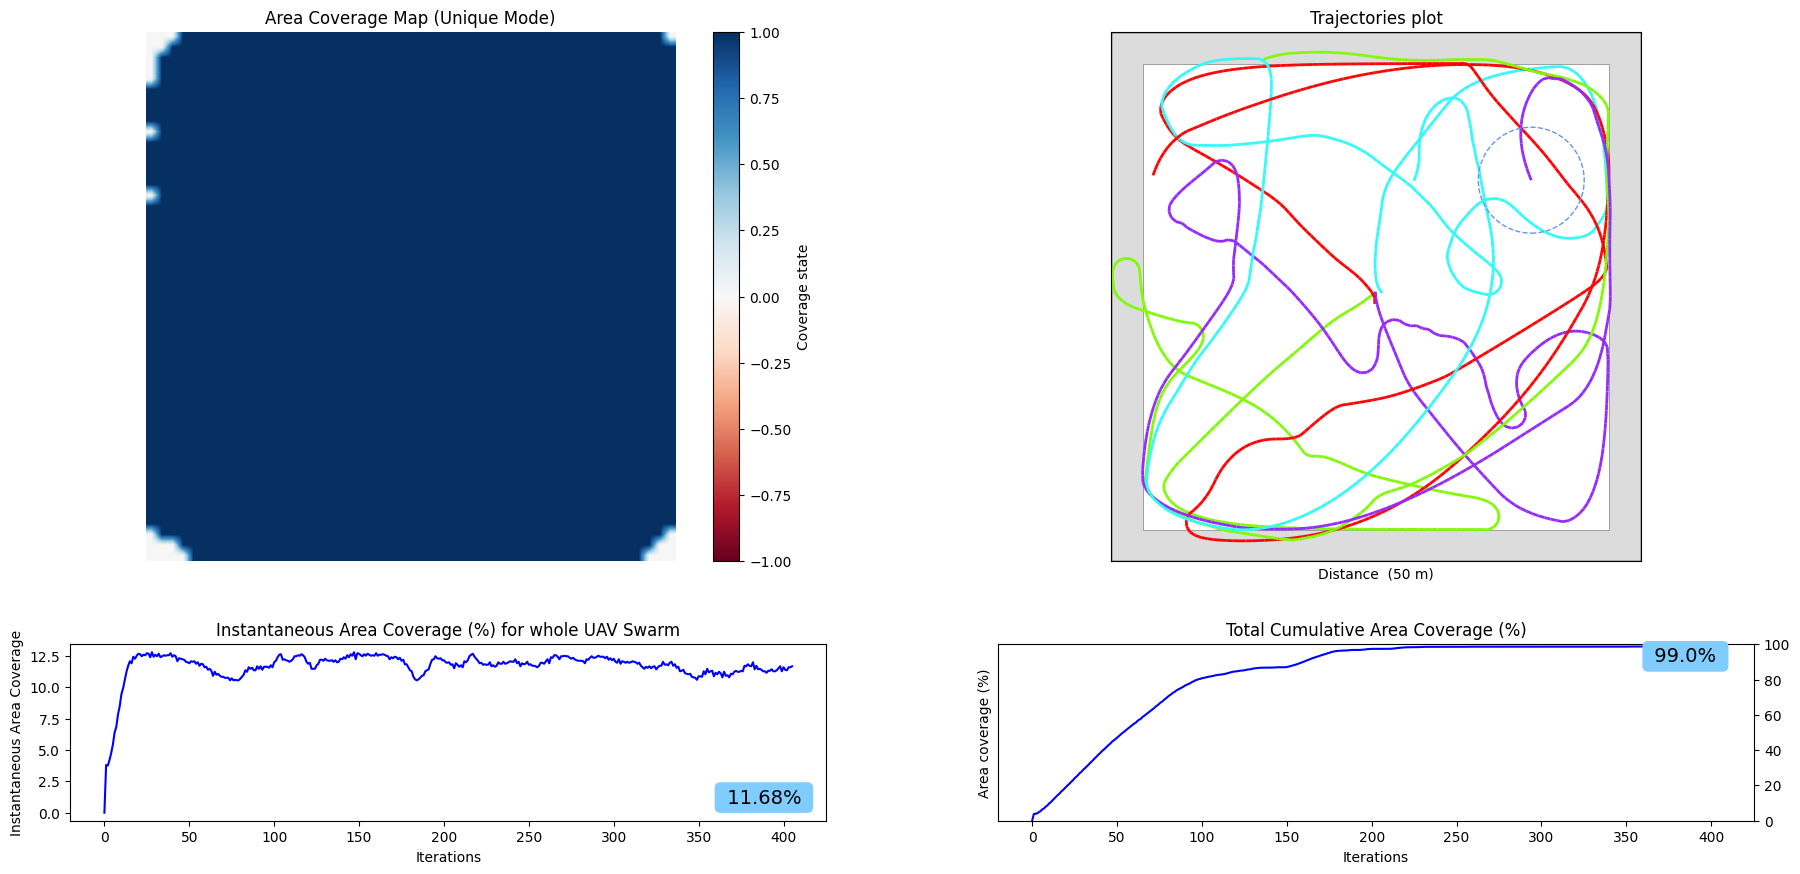 Area Coverage Map (Unique Mode)
1.00
0.75
0.50
0.25
0.00
−0.25
−0.50
−0.75
−1.00
Coverage state
Trajectories plot
Distance  (50 m)
Instantaneous Area Coverage (%) for whole UAV Swarm
Instantaneous Area Coverage
12.5
10.0
7.5
5.0
2.5
0.0
11.68%
0 50 100 150 200 250 300 350 400
Iterations
Total Cumulative Area Coverage (%)
Area coverage (%)
99.0%
100
80
60
40
20
0
0 50 100 150 200 250 300 350 400
Iterations